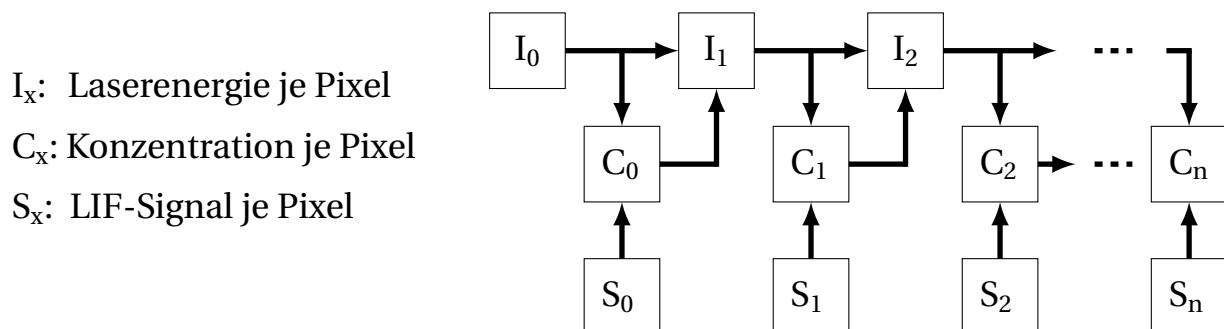 I₀ I₁ I₂
Iₓ: Laserenergie je Pixel
Cₓ: Konzentration je Pixel
C₀ C₁ C₂ Cₙ
Sₓ: LIF-Signal je Pixel
S₀ S₁ S₂ Sₙ